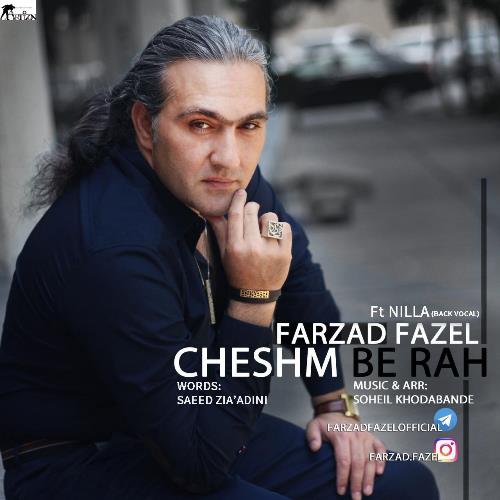 Ft NILLA (BACK VOCAL)
FARZAD FAZEL
CHESHM BE RAH
WORDS:
SAEED ZIA'ADINI
MUSIC & ARR:
SOHEIL KHODABANDE
FARZADFAZELOFFICIAL
FARZAD.FAZEL